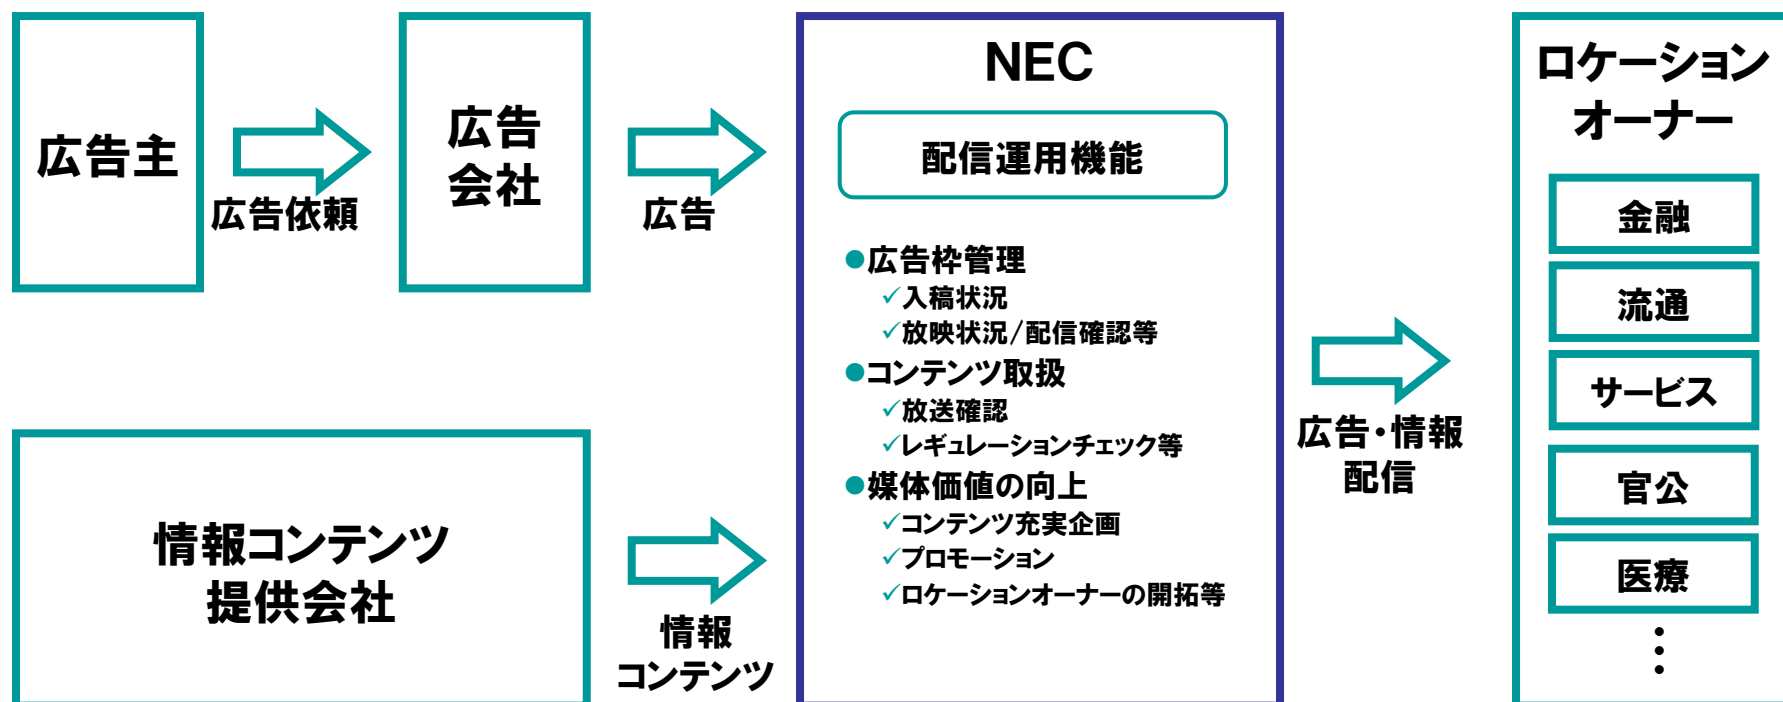 広告主
広告依頼
広告
会社
広告
情報コンテンツ
提供会社
情報
コンテンツ
NEC
配信運用機能
●広告枠管理
✓入稿状況
✓放映状況/配信確認等
●コンテンツ取扱
✓放送確認
✓レギュレーションチェック等
●媒体価値の向上
✓コンテンツ充実企画
✓プロモーション
✓ロケーションオーナーの開拓等
広告・情報
配信
ロケーション
オーナー
金融
流通
サービス
官公
医療
⋮